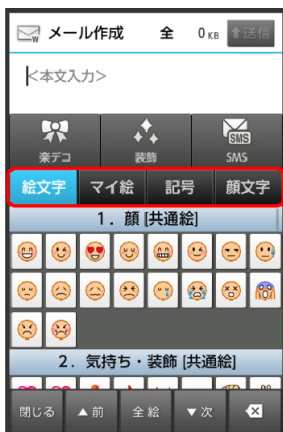 メール作成 全 0 KB 送信
<本文入力>
楽デコ 装飾 SMS
絵文字 マイ絵 記号 顔文字
1. 顔 [共通絵]
2. 気持ち・装飾 [共通絵]
閉じる ▲前 全絵 ▼次